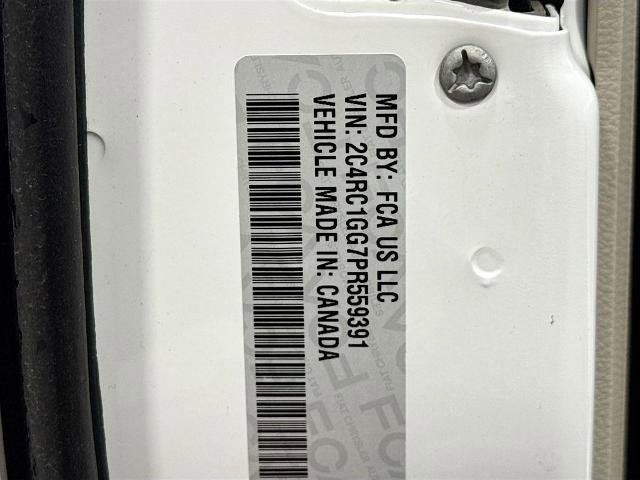 MFD BY: FCA US LLC
VIN: 2C4RC1GG7PR559391
VEHICLE MADE IN: CANADA